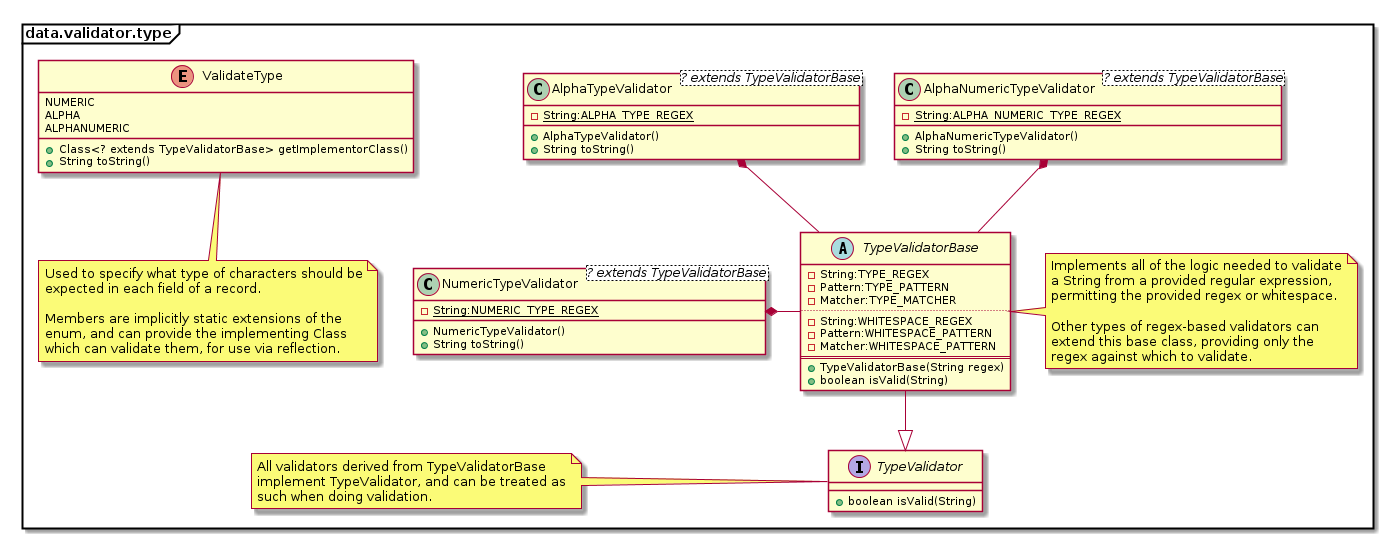 data.validator.type
E ValidateType
NUMERIC
ALPHA
ALPHANUMERIC
Class<? extends TypeValidatorBase> getImplementorClass()
String toString()
? extends TypeValidatorBase
C AlphaTypeValidator
String:ALPHA_TYPE_REGEX
AlphaTypeValidator()
String toString()
? extends TypeValidatorBase
C AlphaNumericTypeValidator
String:ALPHA_NUMERIC_TYPE_REGEX
AlphaNumericTypeValidator()
String toString()
Used to specify what type of characters should be
expected in each field of a record.
Members are implicitly static extensions of the
enum, and can provide the implementing Class
which can validate them, for use via reflection.
? extends TypeValidatorBase
C NumericTypeValidator
String:NUMERIC_TYPE_REGEX
NumericTypeValidator()
String toString()
A TypeValidatorBase
String:TYPE_REGEX
Pattern:TYPE_PATTERN
Matcher:TYPE_MATCHER
String:WHITESPACE_REGEX
Pattern:WHITESPACE_PATTERN
Matcher:WHITESPACE_PATTERN
TypeValidatorBase(String regex)
boolean isValid(String)
Implements all of the logic needed to validate
a String from a provided regular expression,
permitting the provided regex or whitespace.
Other types of regex-based validators can
extend this base class, providing only the
regex against which to validate.
All validators derived from TypeValidatorBase
implement TypeValidator, and can be treated as
such when doing validation.
I TypeValidator
boolean isValid(String)